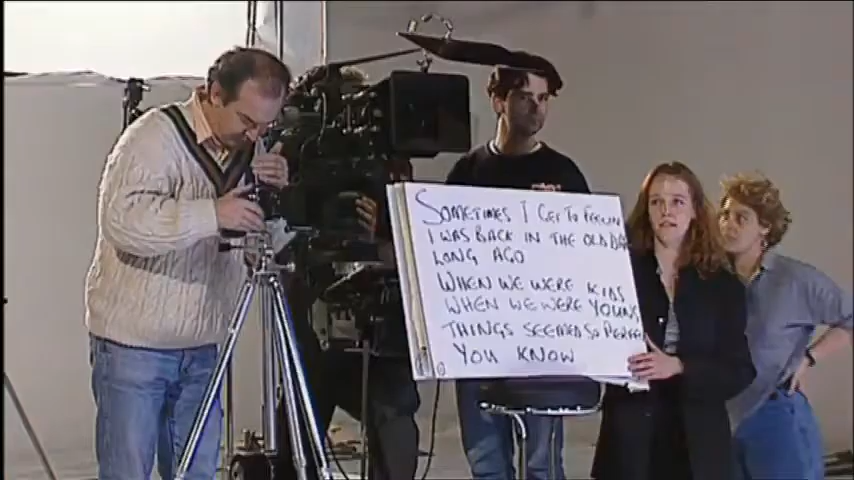 SOMETIMES I GET TO FEELIN
I WAS BACK IN THE OLD DA
LONG AGO
WHEN WE WERE KIDS
WHEN WE WERE YOUNG
THINGS SEEMED SO PERFE
YOU KNOW